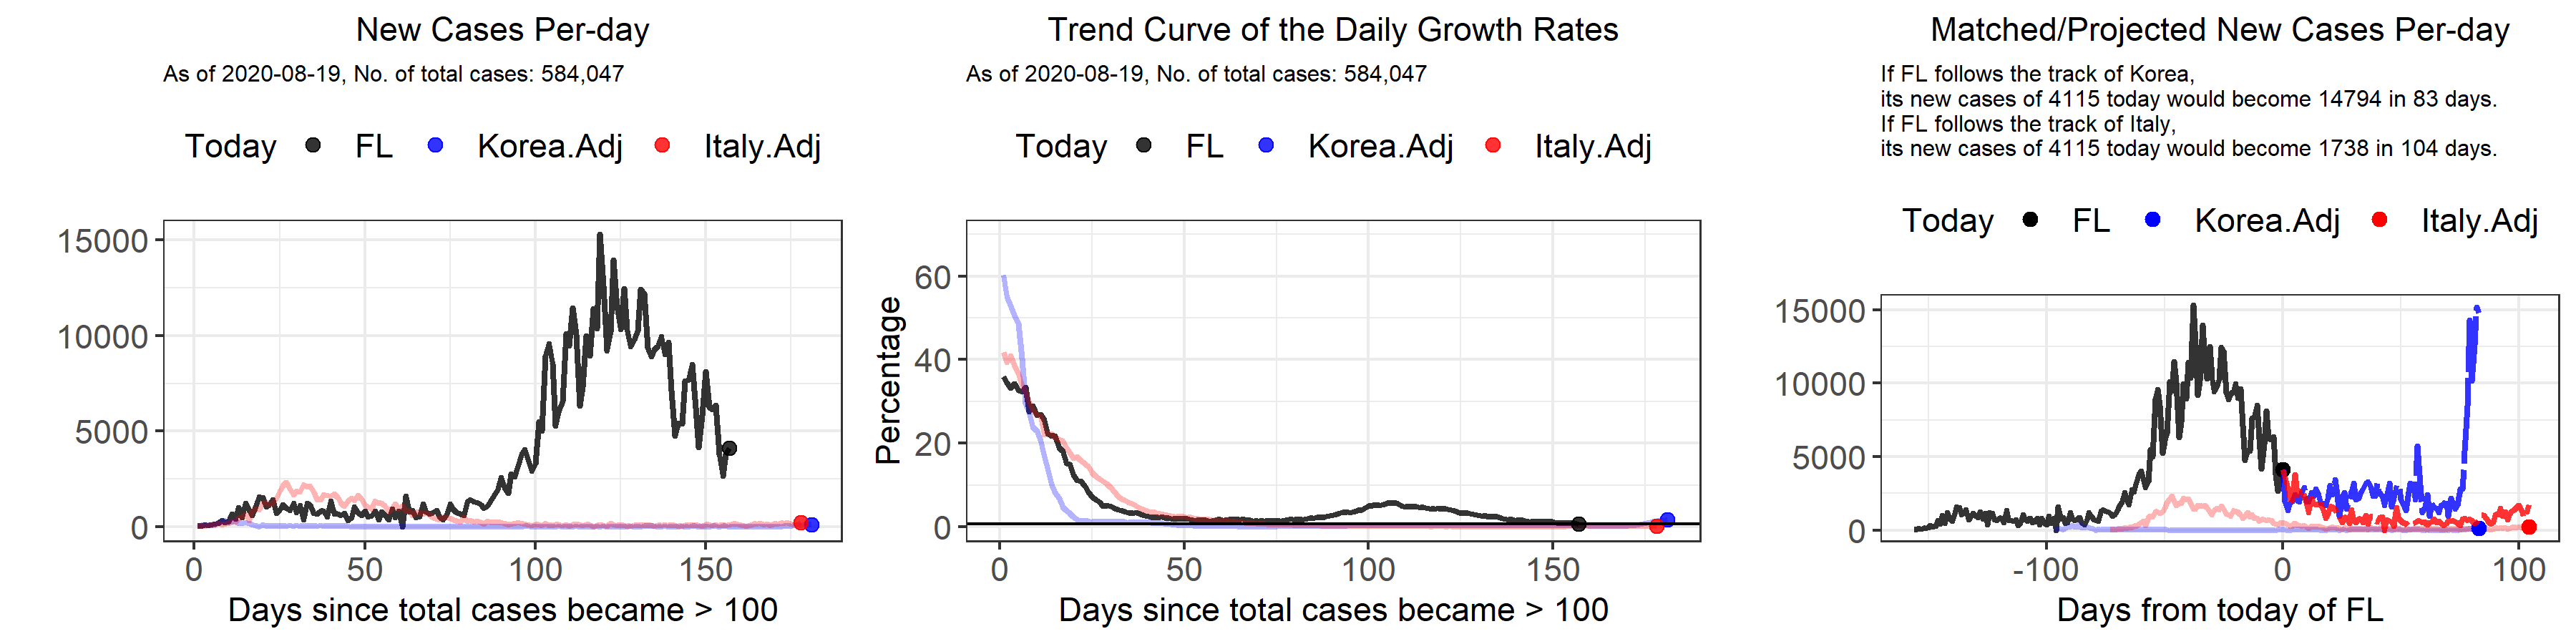 New Cases Per-day
As of 2020-08-19, No. of total cases: 584,047
Today FL Korea.Adj Italy.Adj
15000
10000
5000
0
0 50 100 150
Days since total cases became > 100
Trend Curve of the Daily Growth Rates
As of 2020-08-19, No. of total cases: 584,047
Today FL Korea.Adj Italy.Adj
Percentage
60
40
20
0
0 50 100 150
Days since total cases became > 100
Matched/Projected New Cases Per-day
If FL follows the track of Korea,
its new cases of 4115 today would become 14794 in 83 days.
If FL follows the track of Italy,
its new cases of 4115 today would become 1738 in 104 days.
Today FL Korea.Adj Italy.Adj
15000
10000
5000
0
-100 0 100
Days from today of FL